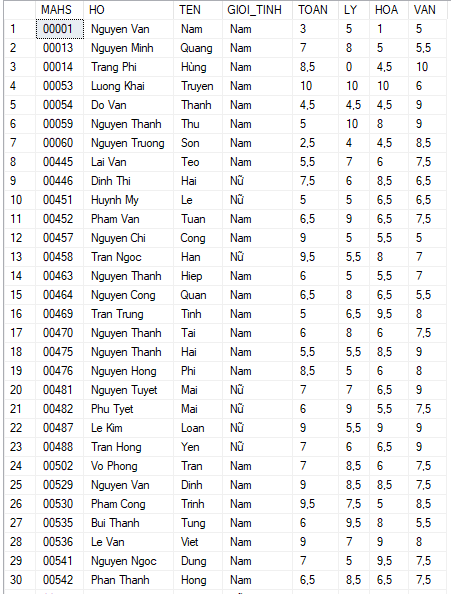 MAHS HO TEN GIOI_TINH TOAN LY HOA VAN
1 00001 Nguyen Van Nam Nam 3 5 1 5
2 00013 Nguyen Minh Quang Nam 7 8 5 5,5
3 00014 Trang Phi Hùng Nam 8,5 0 4,5 10
4 00053 Luong Khai Truyen Nam 10 10 10 6
5 00054 Do Van Thanh Nam 4,5 4,5 4,5 9
6 00059 Nguyen Thanh Thu Nam 5 10 8 9
7 00060 Nguyen Truong Son Nam 2,5 4 4,5 8,5
8 00445 Lai Van Teo Nam 5,5 7 6 7,5
9 00446 Dinh Thi Hai Nữ 7,5 6 8,5 6,5
10 00451 Huynh My Le Nữ 5 5 6,5 6,5
11 00452 Pham Van Tuan Nam 6,5 9 6,5 7,5
12 00457 Nguyen Chi Cong Nam 9 5 5,5 5
13 00458 Tran Ngoc Han Nữ 9,5 5,5 8 7
14 00463 Nguyen Thanh Hiep Nam 6 5 5,5 7
15 00464 Nguyen Cong Quan Nam 6,5 8 6,5 5,5
16 00469 Tran Trung Tinh Nam 5 6,5 9,5 8
17 00470 Nguyen Thanh Tai Nam 6 8 6 7,5
18 00475 Nguyen Thanh Hai Nam 5,5 5,5 8,5 9
19 00476 Nguyen Hong Phi Nam 8,5 5 6 8
20 00481 Nguyen Tuyet Mai Nữ 7 7 6,5 9
21 00482 Phu Tyet Mai Nữ 6 9 5,5 7,5
22 00487 Le Kim Loan Nữ 9 5,5 9 9
23 00488 Tran Hong Yen Nữ 7 6 6,5 9
24 00502 Vo Phong Tran Nam 7 8,5 6 7,5
25 00529 Nguyen Van Dinh Nam 9 8,5 8,5 7,5
26 00530 Pham Cong Trinh Nam 9,5 7,5 5 8,5
27 00535 Bui Thanh Tung Nam 6 9,5 8 5,5
28 00536 Le Van Viet Nam 9 7 9 8
29 00541 Nguyen Ngoc Dung Nam 7 5 9,5 7,5
30 00542 Phan Thanh Hong Nam 6,5 8,5 6,5 7,5